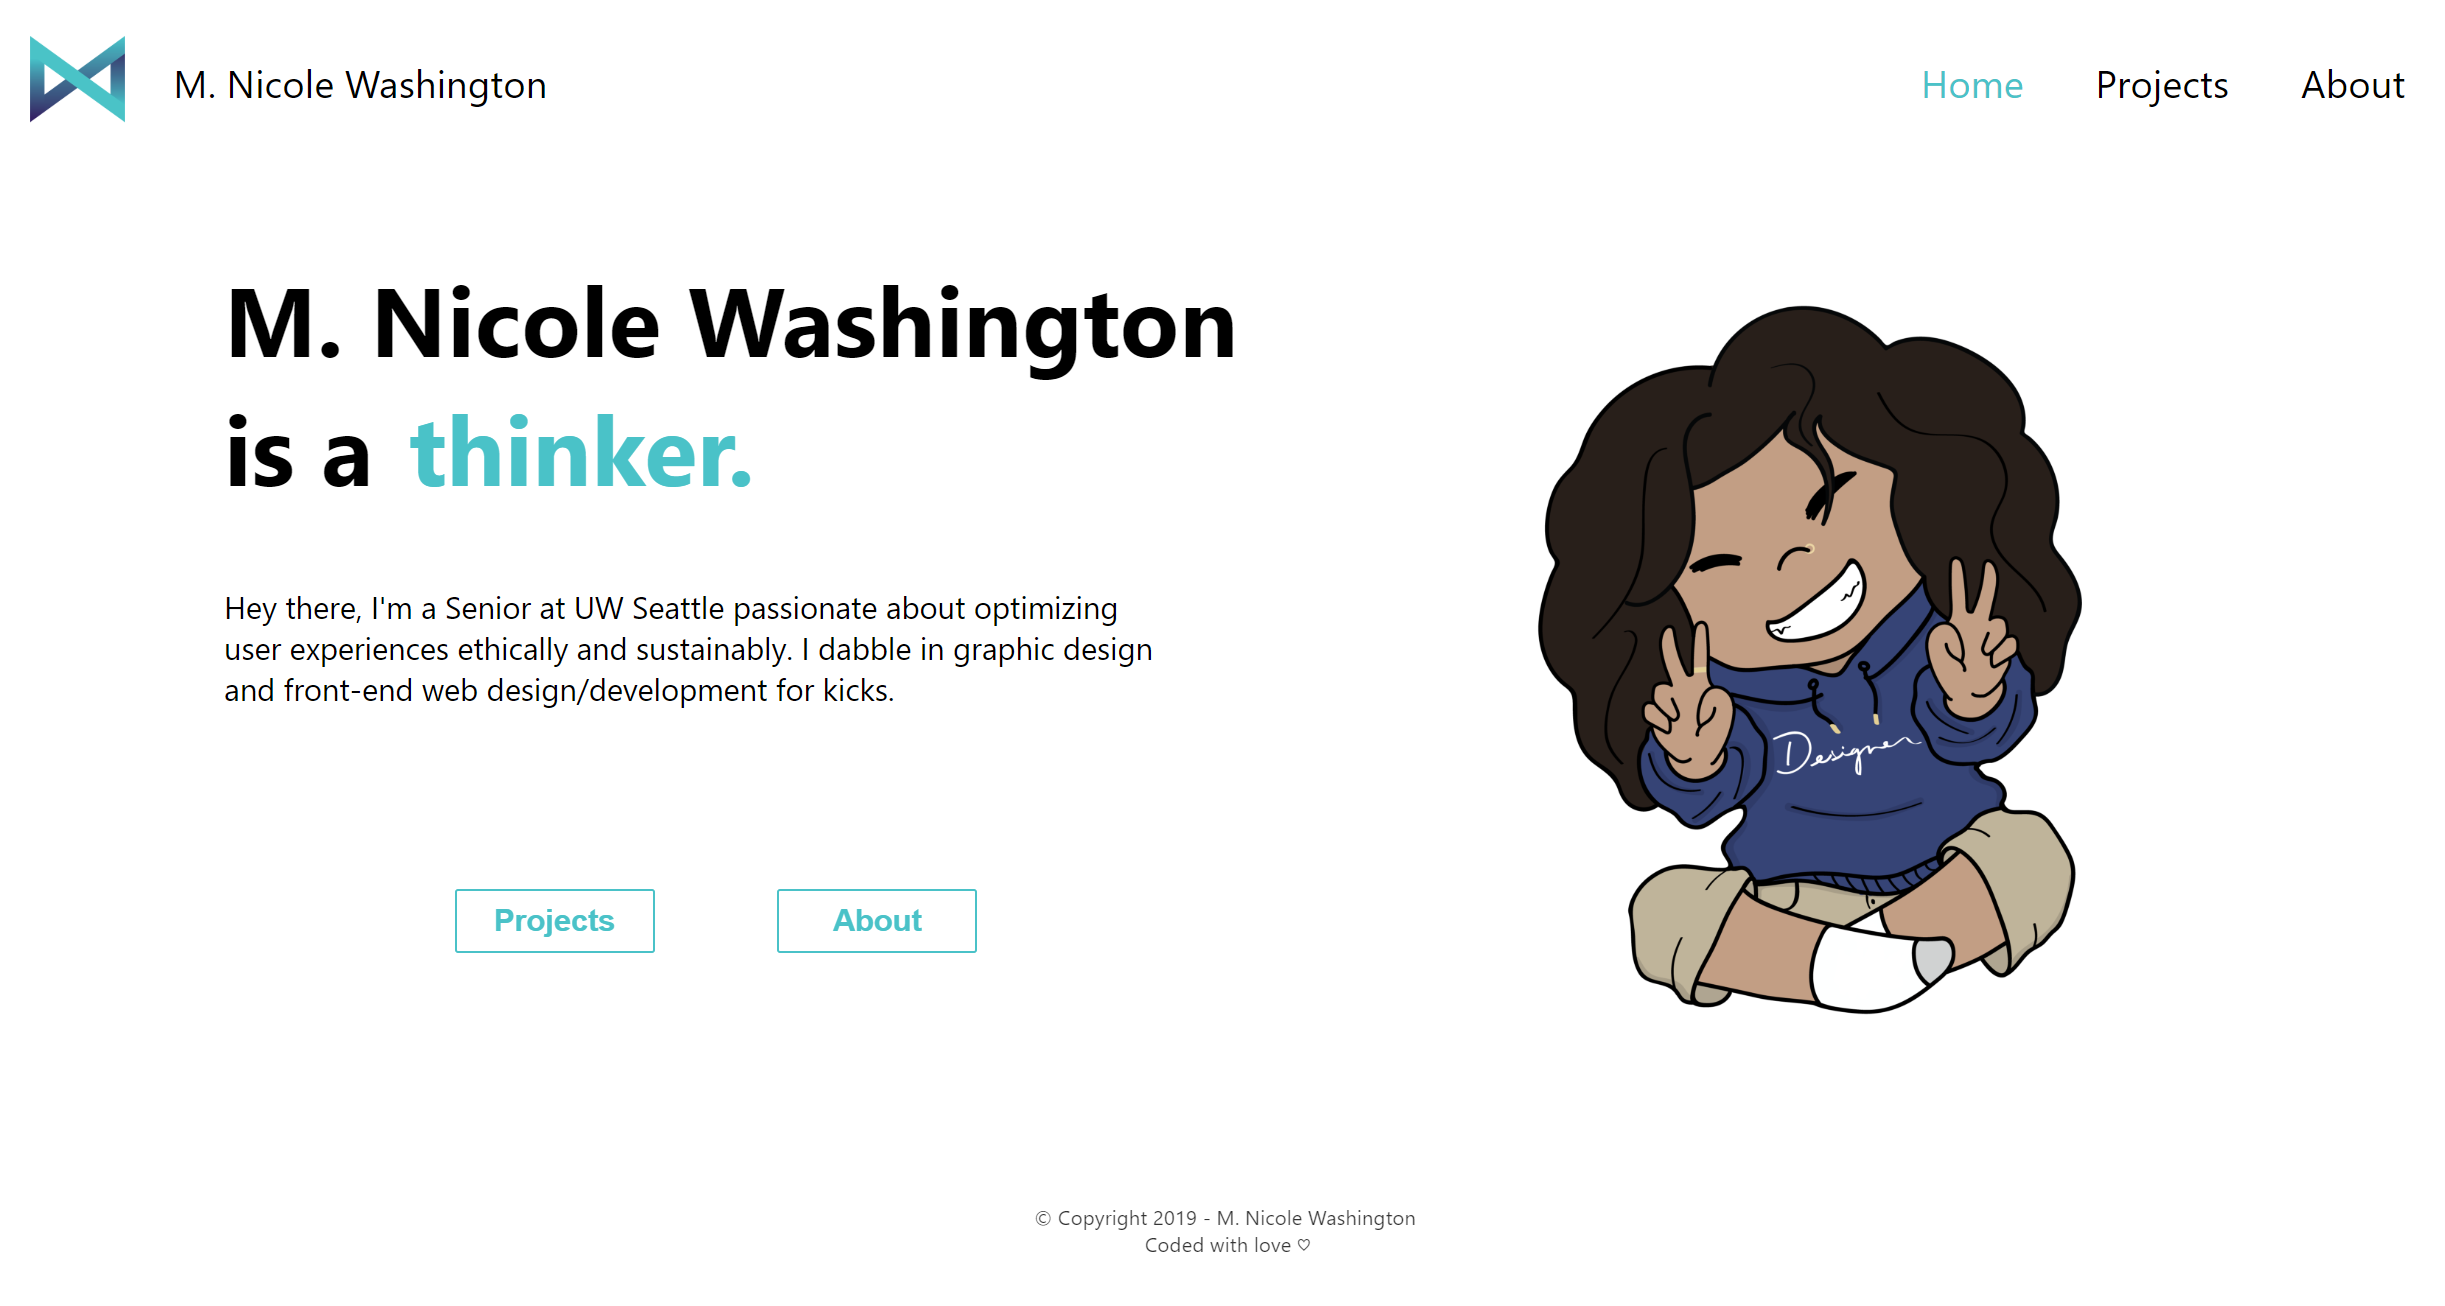 M. Nicole Washington
Home Projects About
M. Nicole Washington
is a thinker.
Hey there, I'm a Senior at UW Seattle passionate about optimizing
user experiences ethically and sustainably. I dabble in graphic design
and front-end web design/development for kicks.
Designer
Projects
About
© Copyright 2019 - M. Nicole Washington
Coded with love ♡